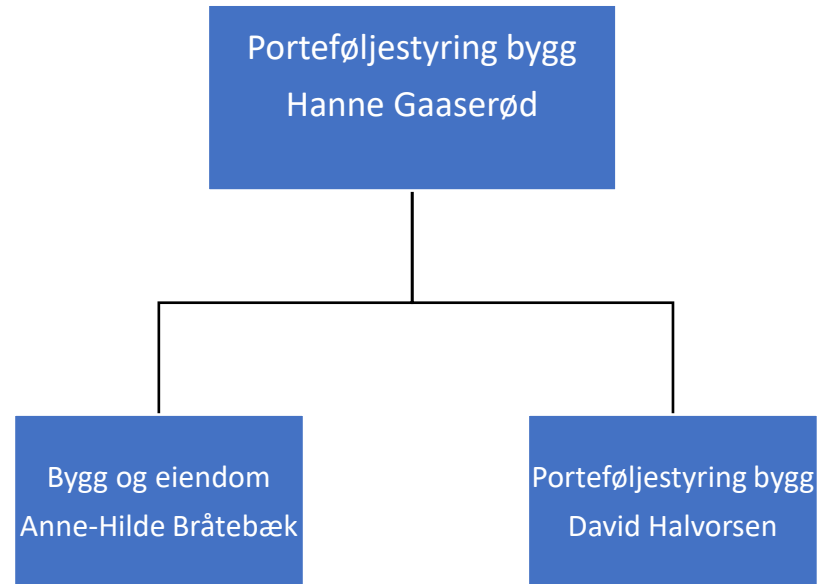 Porteføljestyring bygg
Hanne Gaaserød
Bygg og eiendom
Anne-Hilde Bråtebæk
Porteføljestyring bygg
David Halvorsen